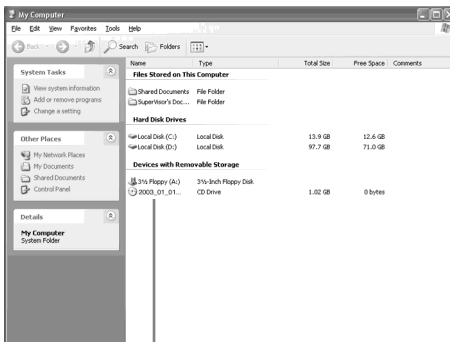 My Computer
File Edit View Favorites Tools Help
Back Search Folders
Name Type Total Size Free Space Comments
System Tasks
View system information
Add or remove programs
Change a setting
Other Places
My Network Places
My Documents
Shared Documents
Control Panel
Details
My Computer
System Folder
Files Stored on This Computer
Shared Documents File Folder
SuperVisor's Doc... File Folder
Hard Disk Drives
Local Disk (C:) Local Disk 13.9 GB 12.6 GB
Local Disk (D:) Local Disk 97.7 GB 71.0 GB
Devices with Removable Storage
3½ Floppy (A:) 3½-Inch Floppy Disk
2003_01_01... CD Drive 1.02 GB 0 bytes